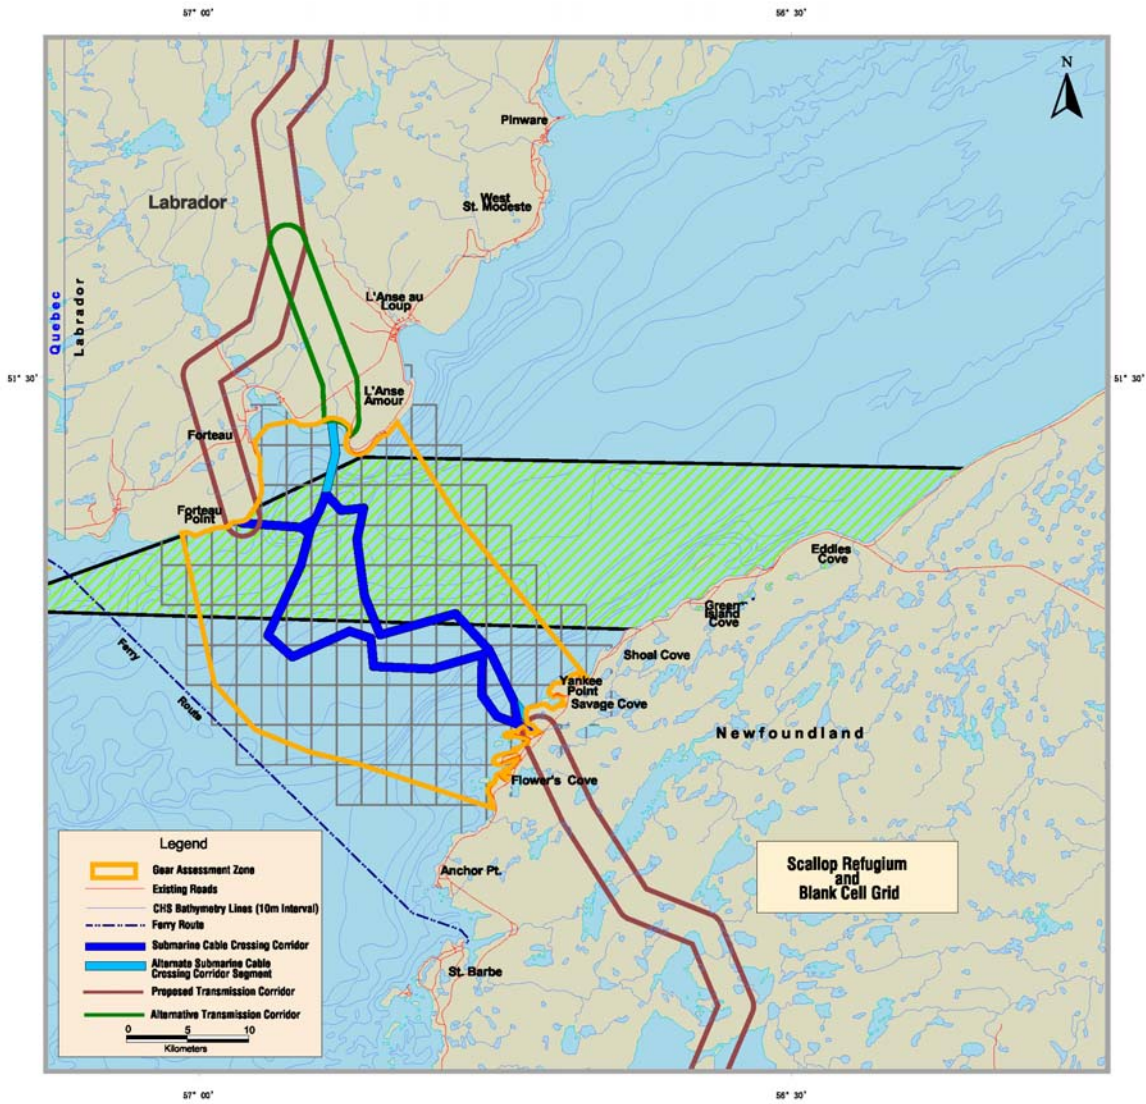 57° 00'
56° 30'
N
Pinware
Labrador
West
St. Modeste
Quebec
Labrador
L'Anse au
Loup
51° 30'
51° 30'
L'Anse
Amour
Forteau
Forteau
Point
Eddies
Cove
Green
Island
Cove
Ferry
Route
Shoal Cove
Yankee
Point
Savage Cove
Newfoundland
Flower's Cove
Anchor Pt.
St. Barbe
Scallop Refugium
and
Blank Cell Grid
Legend
Gear Assessment Zone
Existing Roads
CHS Bathymetry Lines (10m Interval)
Ferry Route
Submarine Cable Crossing Corridor
Alternate Submarine Cable
Crossing Corridor Segment
Proposed Transmission Corridor
Alternative Transmission Corridor
0 5 10
Kilometers
57° 00'
56° 30'